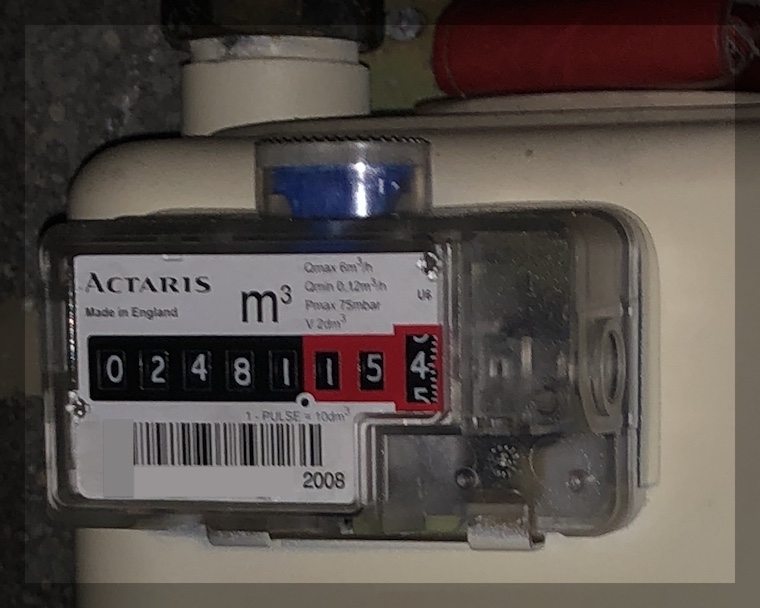 ACTARIS
Made in England
m³
Qmax 6m³/h
Qmin 0.12m³/h
Pmax 75mbar
V 2dm³
U6
0 2 4 8 1 1 5 4
1 - PULSE = 10dm³
2008